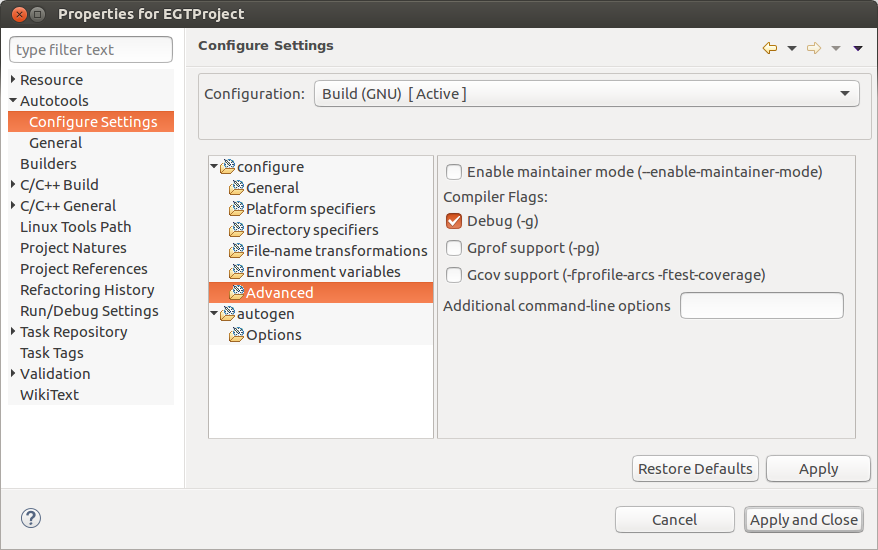 Properties for EGTProject
type filter text
Resource
Autotools
Configure Settings
General
Builders
C/C++ Build
C/C++ General
Linux Tools Path
Project Natures
Project References
Refactoring History
Run/Debug Settings
Task Repository
Task Tags
Validation
WikiText
Configure Settings
Configuration: Build (GNU) [ Active ]
configure
General
Platform specifiers
Directory specifiers
File-name transformations
Environment variables
Advanced
autogen
Options
Enable maintainer mode (--enable-maintainer-mode)
Compiler Flags:
Debug (-g)
Gprof support (-pg)
Gcov support (-fprofile-arcs -ftest-coverage)
Additional command-line options
Restore Defaults Apply
? Cancel Apply and Close